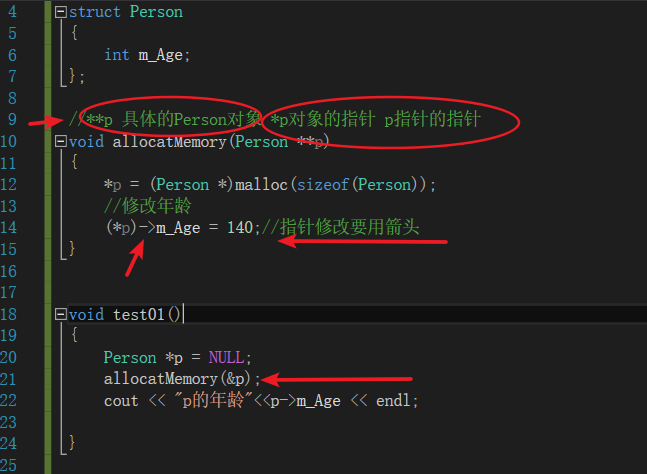 4 struct Person
5 {
6 int m_Age;
7 };
8
9 //**p 具体的Person对象 *p对象的指针 p指针的指针
10 void allocatMemory(Person **p)
11 {
12 *p = (Person *)malloc(sizeof(Person));
13 //修改年龄
14 (*p)->m_Age = 140;//指针修改要用箭头
15 }
16
17
18 void test01()
19 {
20 Person *p = NULL;
21 allocatMemory(&p);
22 cout << "p的年龄"<<p->m_Age << endl;
23
24 }
25